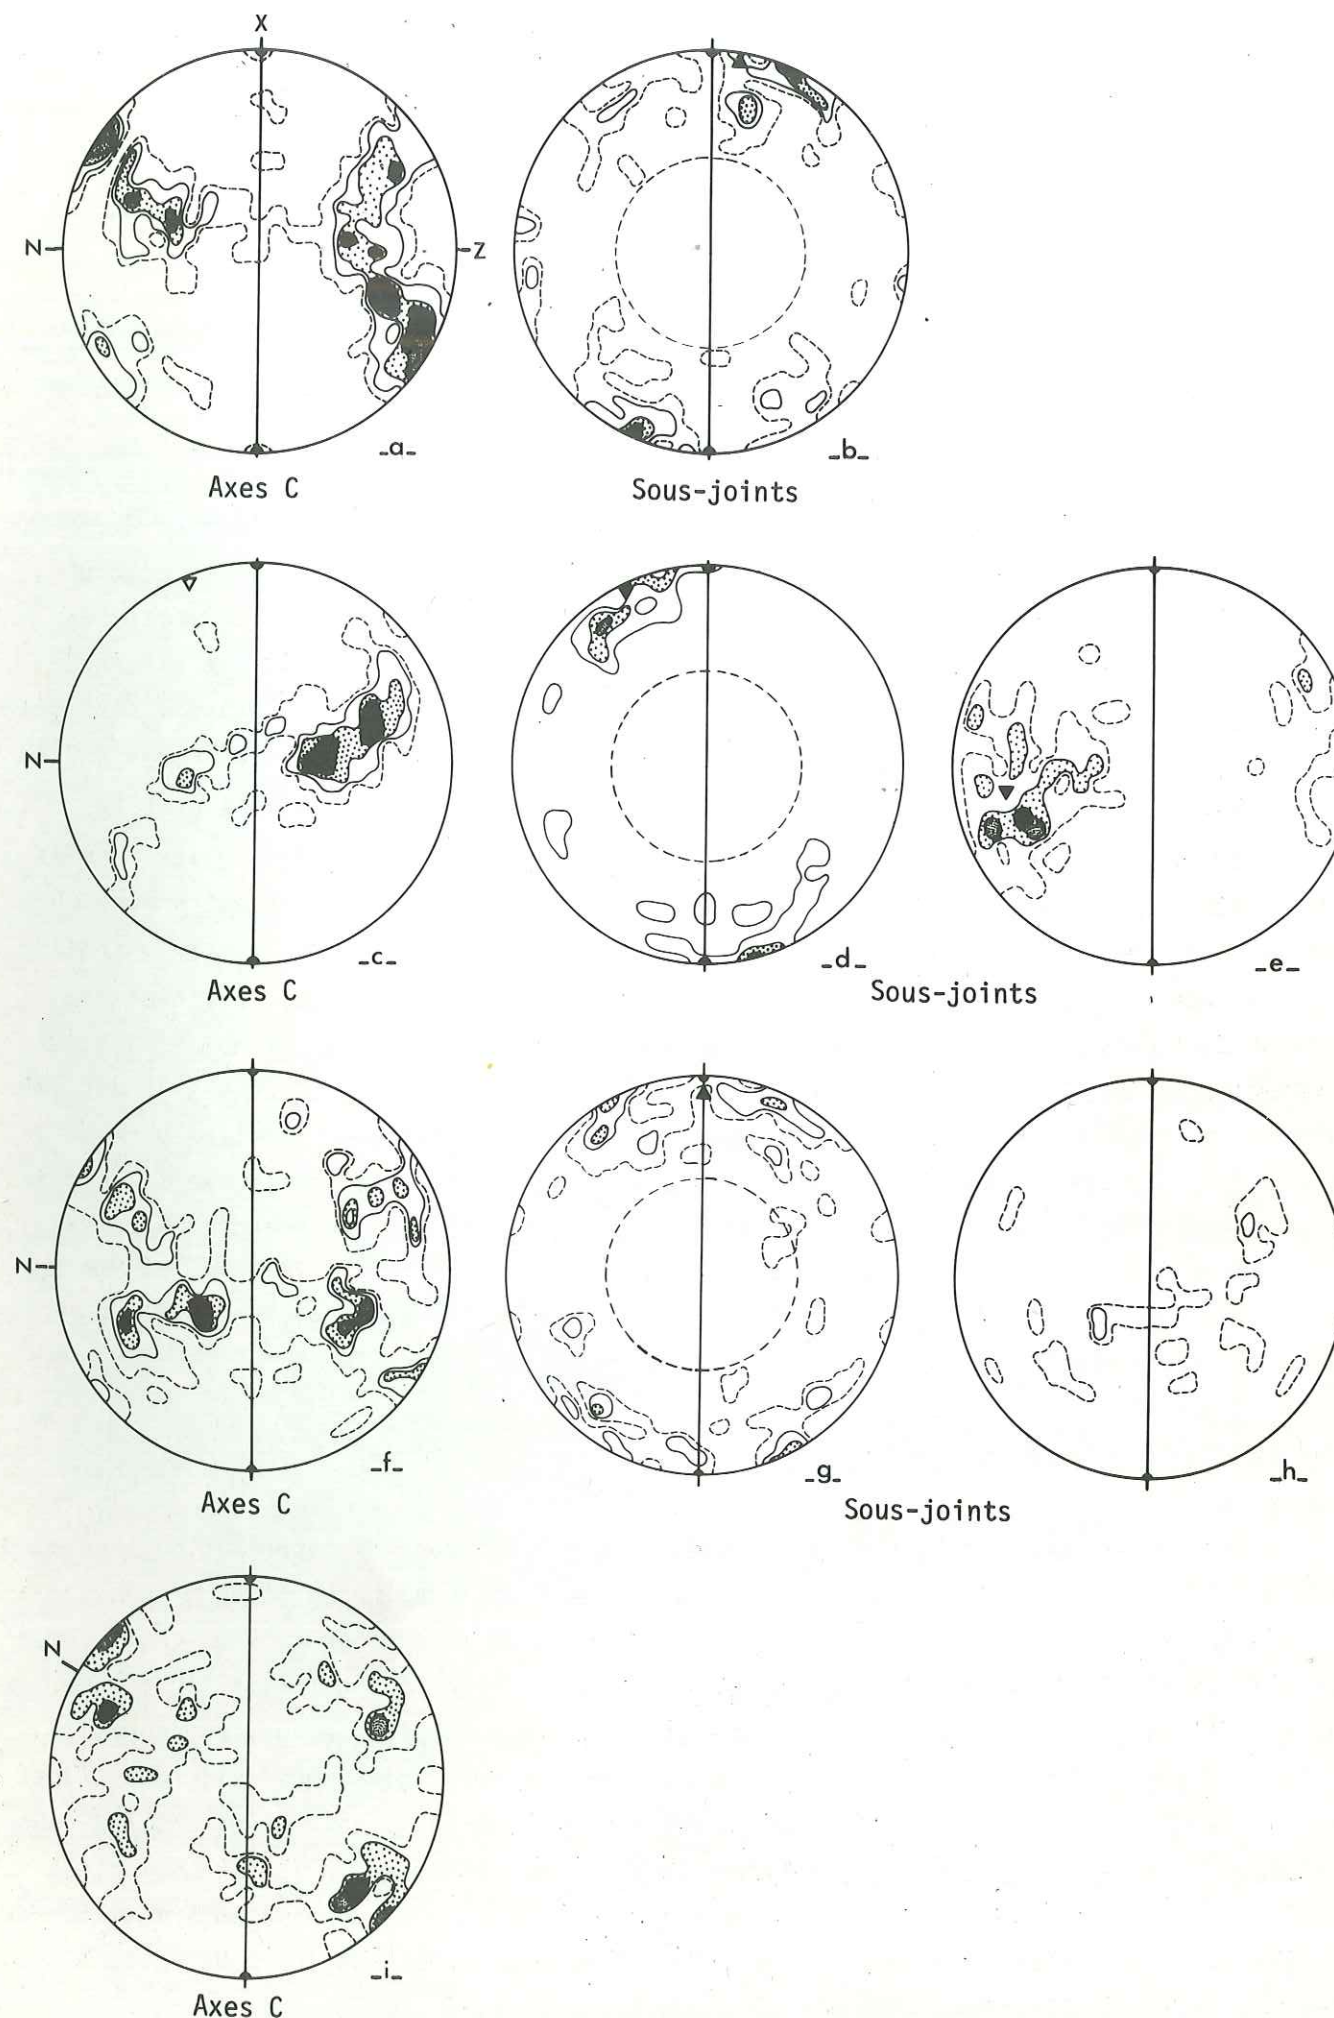 X
N Z
_a_ _b_
Axes C Sous-joints
N
_c_ _d_ _e_
Axes C Sous-joints
N
_f_ _g_ _h_
Axes C Sous-joints
N
_i_
Axes C